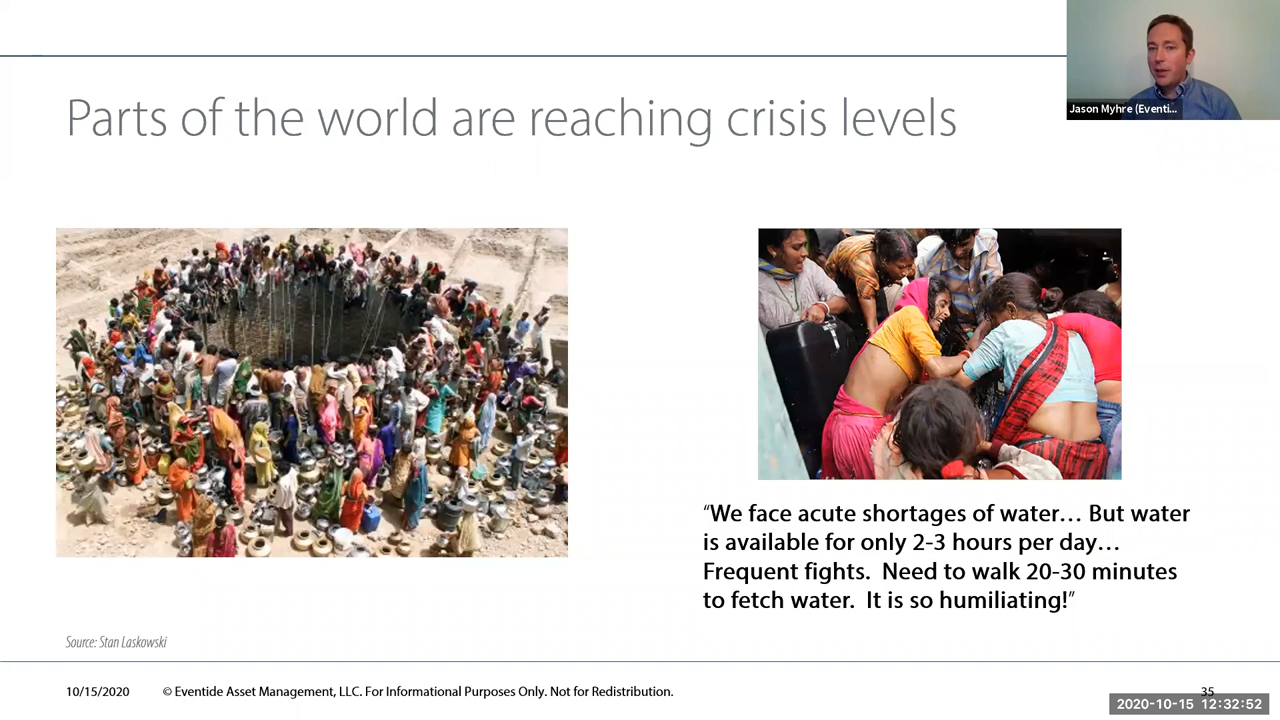 Jason Myhre (Eventi...
Parts of the world are reaching crisis levels
“We face acute shortages of water… But water
is available for only 2-3 hours per day…
Frequent fights.  Need to walk 20-30 minutes
to fetch water.  It is so humiliating!”
Source: Stan Laskowski
10/15/2020
© Eventide Asset Management, LLC. For Informational Purposes Only. Not for Redistribution.
35
2020-10-15 12:32:52